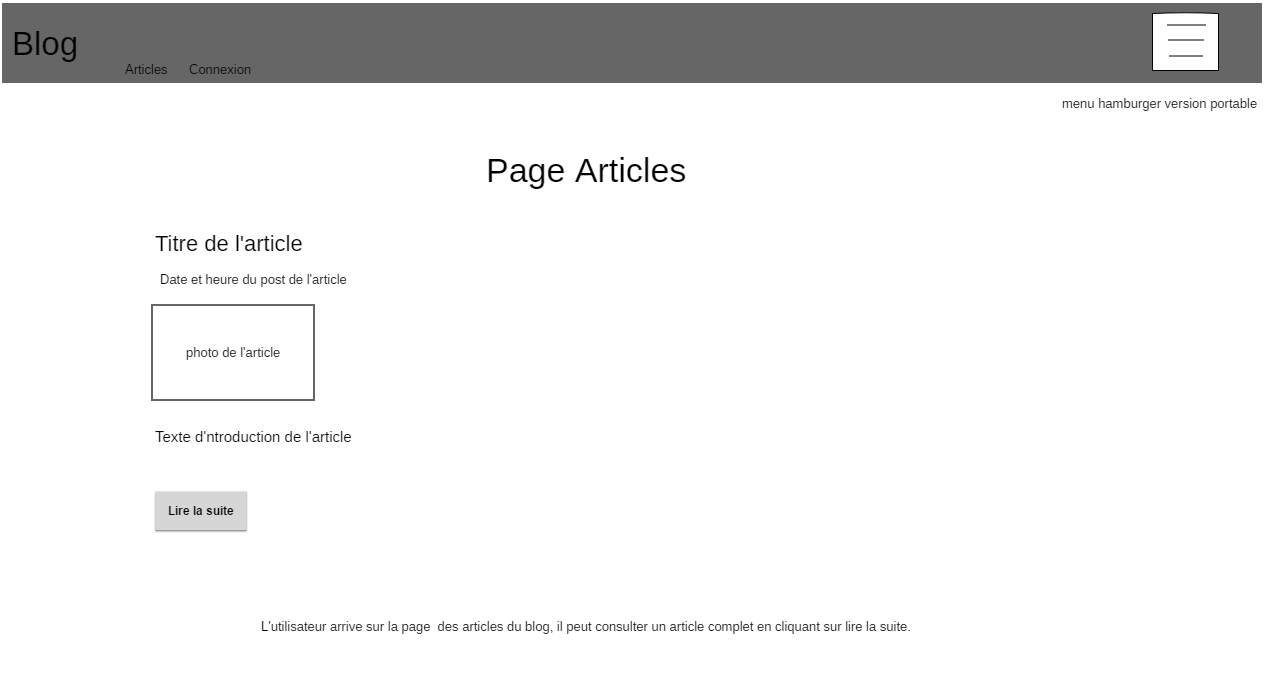 Blog
Articles
Connexion
menu hamburger version portable
Page Articles
Titre de l'article
Date et heure du post de l'article
photo de l'article
Texte d'ntroduction de l'article
Lire la suite
L'utilisateur arrive sur la page  des articles du blog, il peut consulter un article complet en cliquant sur lire la suite.